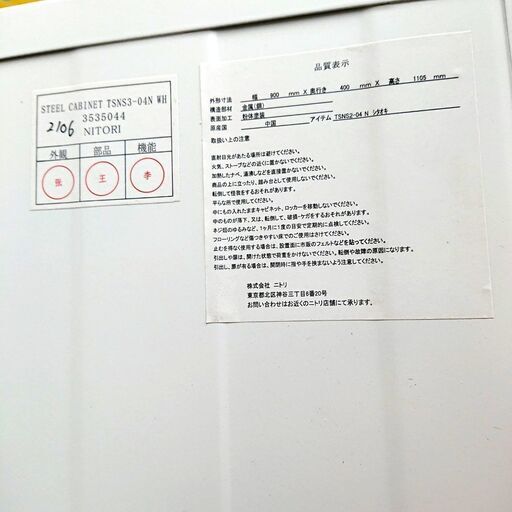 STEEL CABINET TSNS3-04N WH
3535044
2106
NITORI
外観 部品 機能
张 王 李
品質表示
外形寸法 幅 900 mm X 奥行き 400 mm X 高さ 1105 mm
構造部材 金属(鋼)
表面加工 粉体塗装
原産国 中国 アイテム TSNS2-04 N シタオキ
取扱い上の注意
直射日光があたる場所は避けてください。
火気、ストーブなどの近くに置かないでください。
加熱したナベ、湯沸しなどを直接置かないでください。
商品の上に立ったり、踏み台として使用しないでください。
転倒して怪我をするおそれがあります。
平らな所で使用してください。
中にもの入れたままキャビネット、ロッカーを移動しないでください。
中のものが落下、又は、転倒して、破損・ケガをするおそれがあります。
ネジ類のゆるみなど、1ヶ月に1度の目安で定期的に点検してください。
フローリングなど傷つきやすい床でのご使用はさけてください。
止むを得なく使用する場合は、設置面に市販のフェルトなどを貼ってください。
引出しや扉は、開けた状態で荷重をかけないでください。転倒や故障の原因になります。
引出し、扉が有る場合は、開閉時に指や手を挟まないよう注意してください。
株式会社 ニトリ
東京都北区神谷三丁目6番20号
お問い合わせはお近くのニトリ店舗にて承ります。